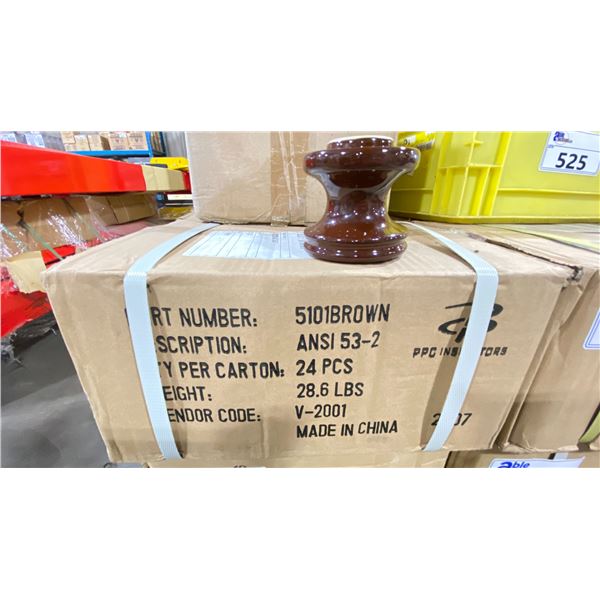 525
RT NUMBER: 5101BROWN
SCRIPTION: ANSI 53-2
TY PER CARTON: 24 PCS
EIGHT: 28.6 LBS
ENDOR CODE: V-2001
MADE IN CHINA
PPC INSULATORS
able